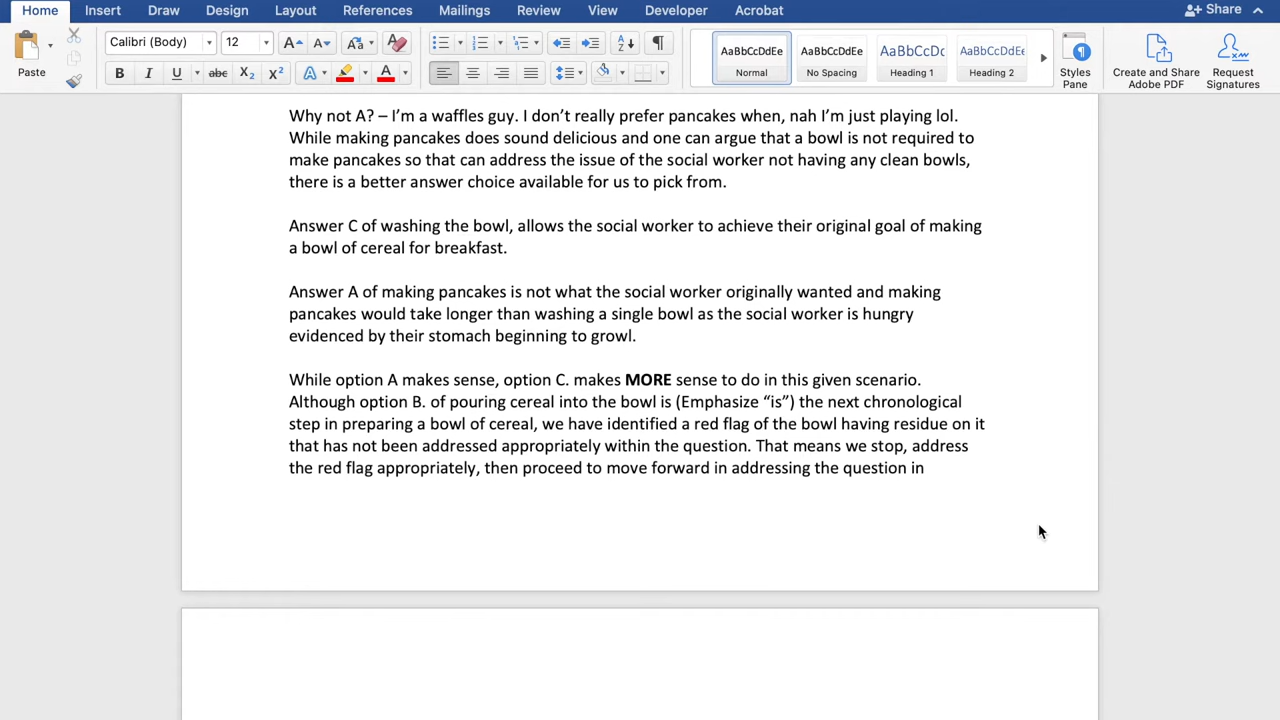 Home Insert Draw Design Layout References Mailings Review View Developer Acrobat Share
Paste
Calibri (Body) 12
B I U abc X₂ X² A A
AaBbCcDdEe AaBbCcDdEe AaBbCcDc AaBbCcDdEe
Normal No Spacing Heading 1 Heading 2
Styles Pane
Create and Share Adobe PDF
Request Signatures
Why not A? – I’m a waffles guy. I don’t really prefer pancakes when, nah I’m just playing lol.
While making pancakes does sound delicious and one can argue that a bowl is not required to
make pancakes so that can address the issue of the social worker not having any clean bowls,
there is a better answer choice available for us to pick from.
Answer C of washing the bowl, allows the social worker to achieve their original goal of making
a bowl of cereal for breakfast.
Answer A of making pancakes is not what the social worker originally wanted and making
pancakes would take longer than washing a single bowl as the social worker is hungry
evidenced by their stomach beginning to growl.
While option A makes sense, option C. makes MORE sense to do in this given scenario.
Although option B. of pouring cereal into the bowl is (Emphasize “is”) the next chronological
step in preparing a bowl of cereal, we have identified a red flag of the bowl having residue on it
that has not been addressed appropriately within the question. That means we stop, address
the red flag appropriately, then proceed to move forward in addressing the question in